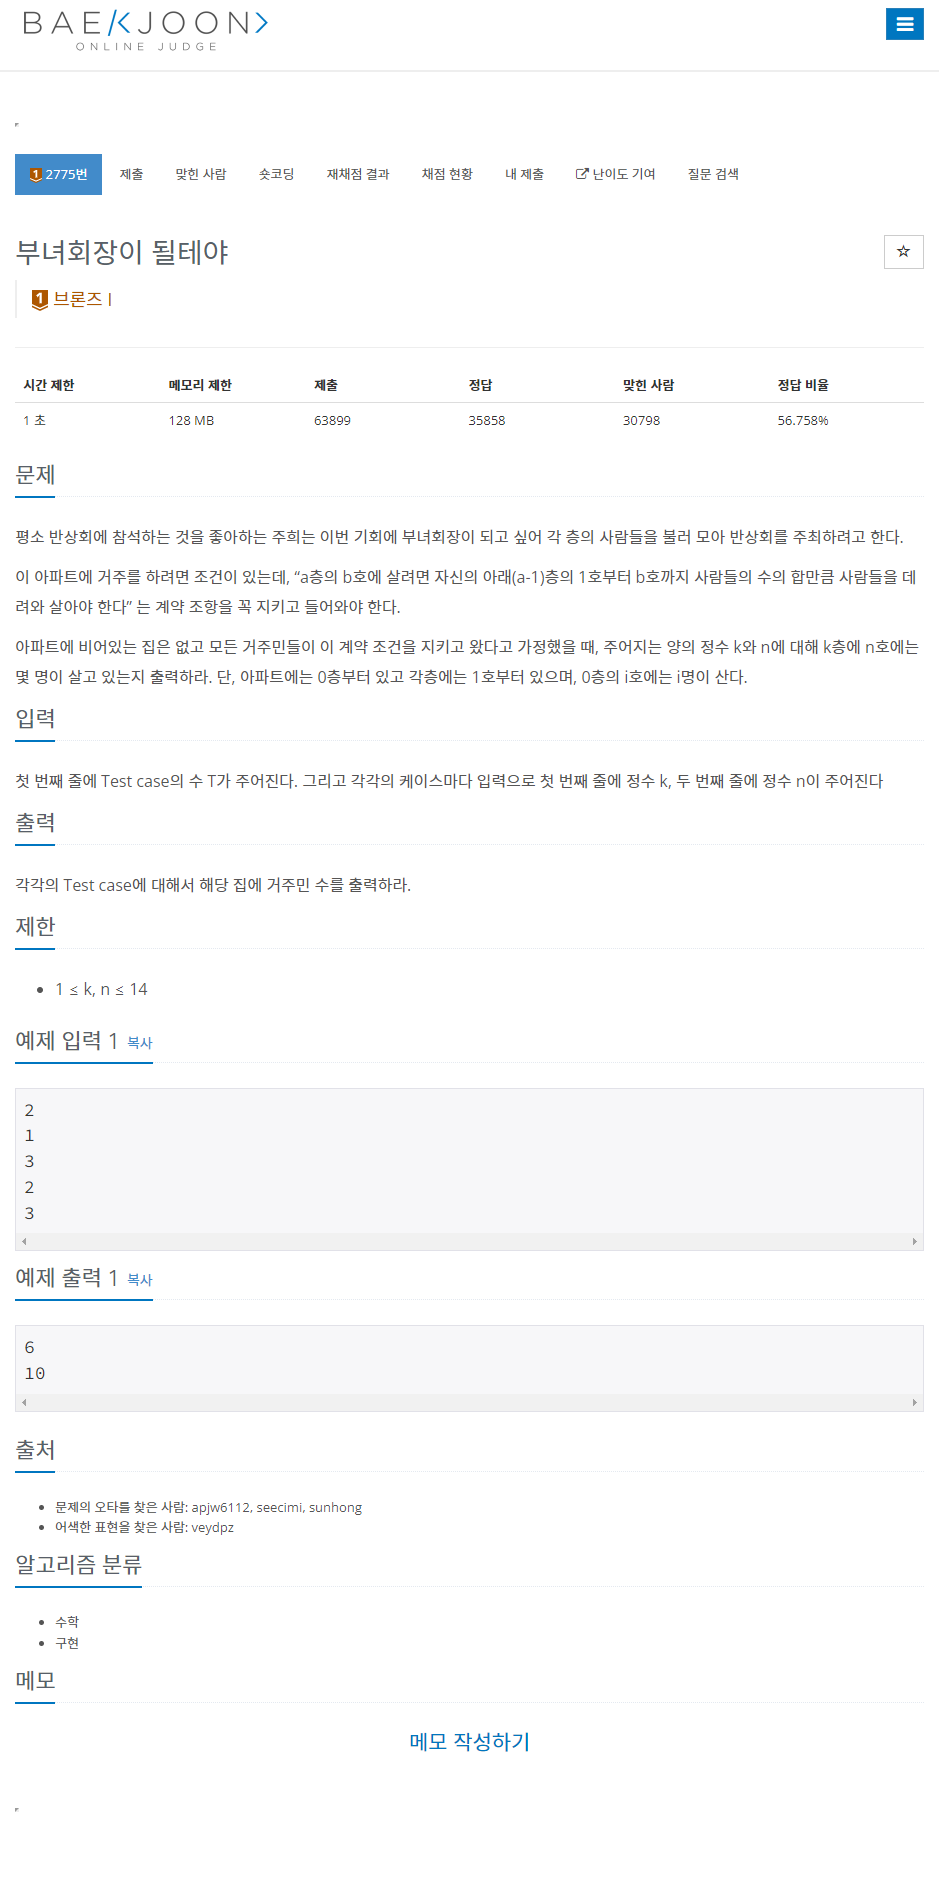 BAEKJOON
ONLINE JUDGE
1 2775번 제출 맞힌 사람 숏코딩 재채점 결과 채점 현황 내 제출 난이도 기여 질문 검색
부녀회장이 될테야
1 브론즈 I
시간 제한 메모리 제한 제출 정답 맞힌 사람 정답 비율
1 초 128 MB 63899 35858 30798 56.758%
문제
평소 반상회에 참석하는 것을 좋아하는 주희는 이번 기회에 부녀회장이 되고 싶어 각 층의 사람들을 불러 모아 반상회를 주최하려고 한다.
이 아파트에 거주를 하려면 조건이 있는데, “a층의 b호에 살려면 자신의 아래(a-1)층의 1호부터 b호까지 사람들의 수의 합만큼 사람들을 데
려와 살아야 한다” 는 계약 조항을 꼭 지키고 들어와야 한다.
아파트에 비어있는 집은 없고 모든 거주민들이 이 계약 조건을 지키고 왔다고 가정했을 때, 주어지는 양의 정수 k와 n에 대해 k층에 n호에는
몇 명이 살고 있는지 출력하라. 단, 아파트에는 0층부터 있고 각층에는 1호부터 있으며, 0층의 i호에는 i명이 산다.
입력
첫 번째 줄에 Test case의 수 T가 주어진다. 그리고 각각의 케이스마다 입력으로 첫 번째 줄에 정수 k, 두 번째 줄에 정수 n이 주어진다
출력
각각의 Test case에 대해서 해당 집에 거주민 수를 출력하라.
제한
• 1 ≤ k, n ≤ 14
예제 입력 1 복사
2
1
3
2
3
예제 출력 1 복사
6
10
출처
• 문제의 오타를 찾은 사람: apjw6112, seecimi, sunhong
• 어색한 표현을 찾은 사람: veydpz
알고리즘 분류
• 수학
• 구현
메모
메모 작성하기